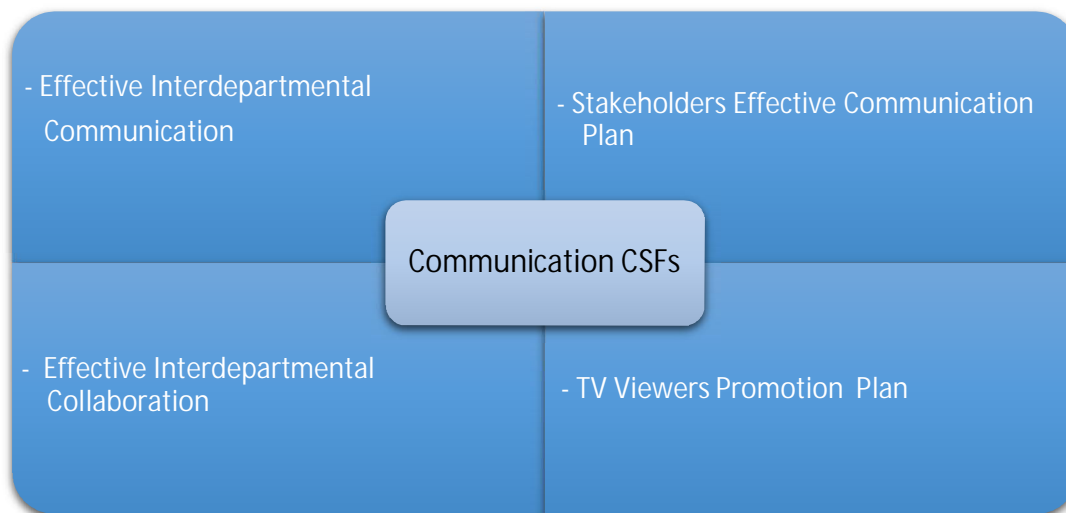 - Effective Interdepartmental
Communication
- Stakeholders Effective Communication
Plan
Communication CSFs
- Effective Interdepartmental
Collaboration
- TV Viewers Promotion Plan